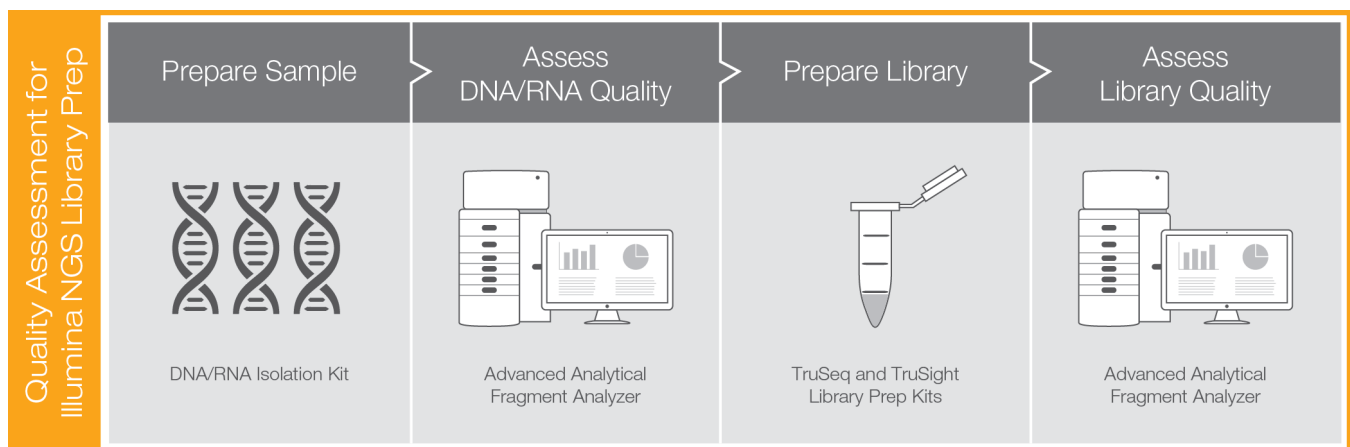 Quality Assessment for
Illumina NGS Library Prep
Prepare Sample
Assess
DNA/RNA Quality
Prepare Library
Assess
Library Quality
DNA/RNA Isolation Kit
Advanced Analytical
Fragment Analyzer
TruSeq and TruSight
Library Prep Kits
Advanced Analytical
Fragment Analyzer